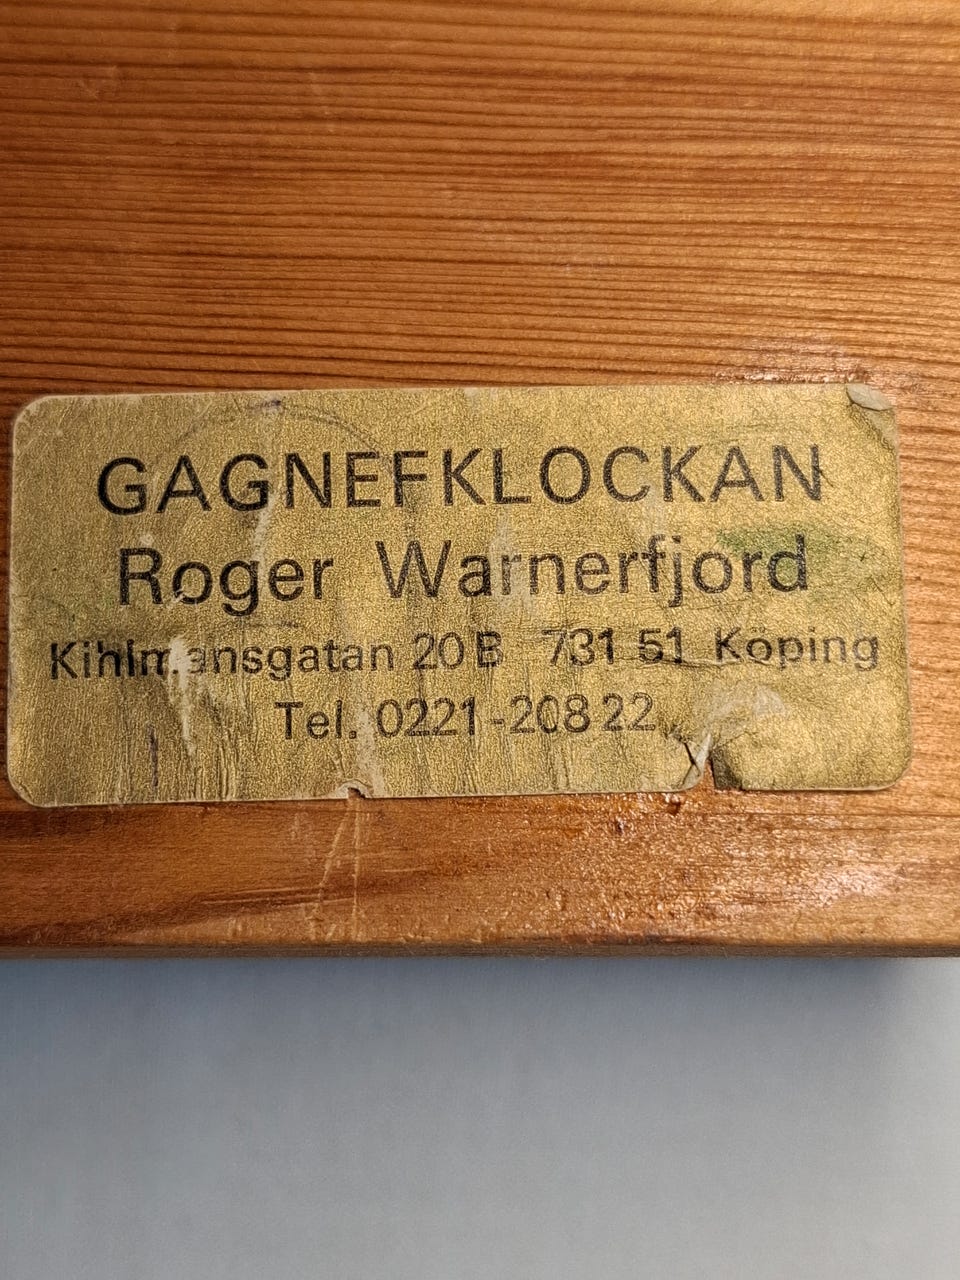 GAGNEFKLOCKAN
Roger Warnerfjord
Kihlmansgatan 20 B 731 51 Köping
Tel. 0221-208 22